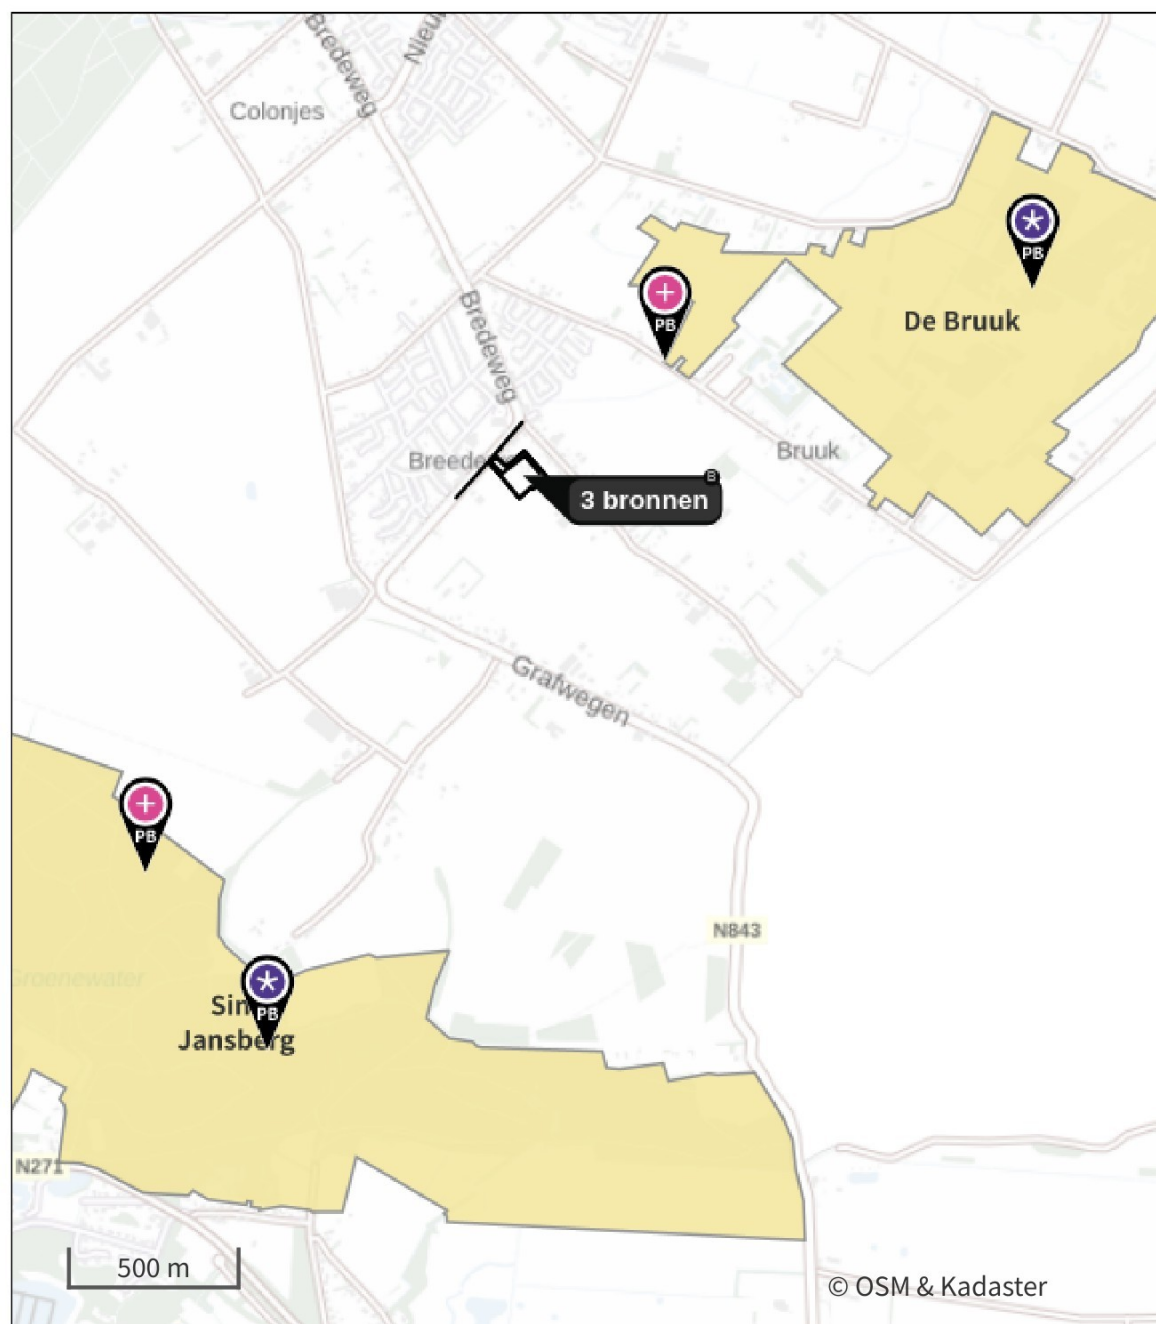 Bredeweg
Nieu
Colonjes
PB
PB
De Bruuk
Bredeweg
Bruuk
Breede
B
3 bronnen
Grafwegen
PB
N843
Groenewater
Sin
PB
Jansberg
N271
500 m
© OSM & Kadaster